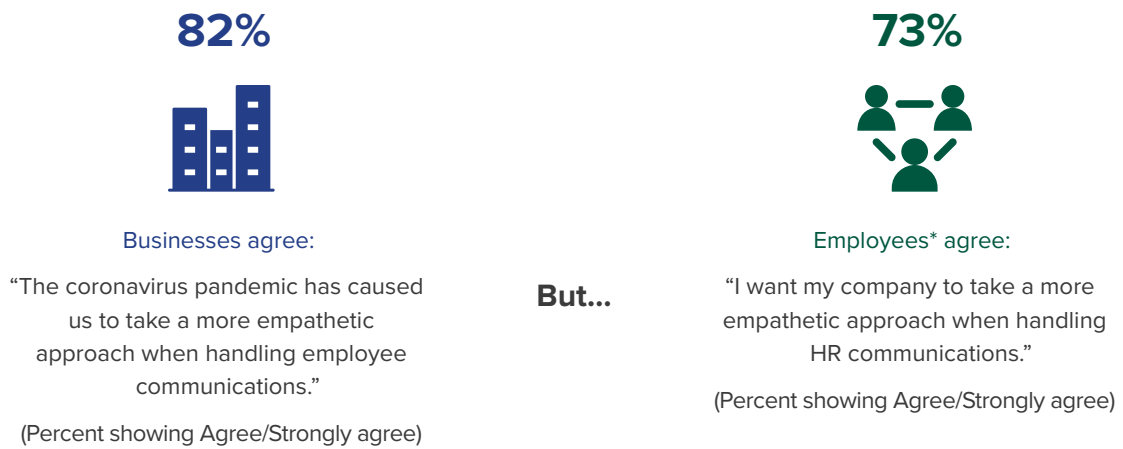 82%
Businesses agree:
“The coronavirus pandemic has caused
us to take a more empathetic
approach when handling employee
communications.”
(Percent showing Agree/Strongly agree)
But...
73%
Employees* agree:
“I want my company to take a more
empathetic approach when handling
HR communications.”
(Percent showing Agree/Strongly agree)